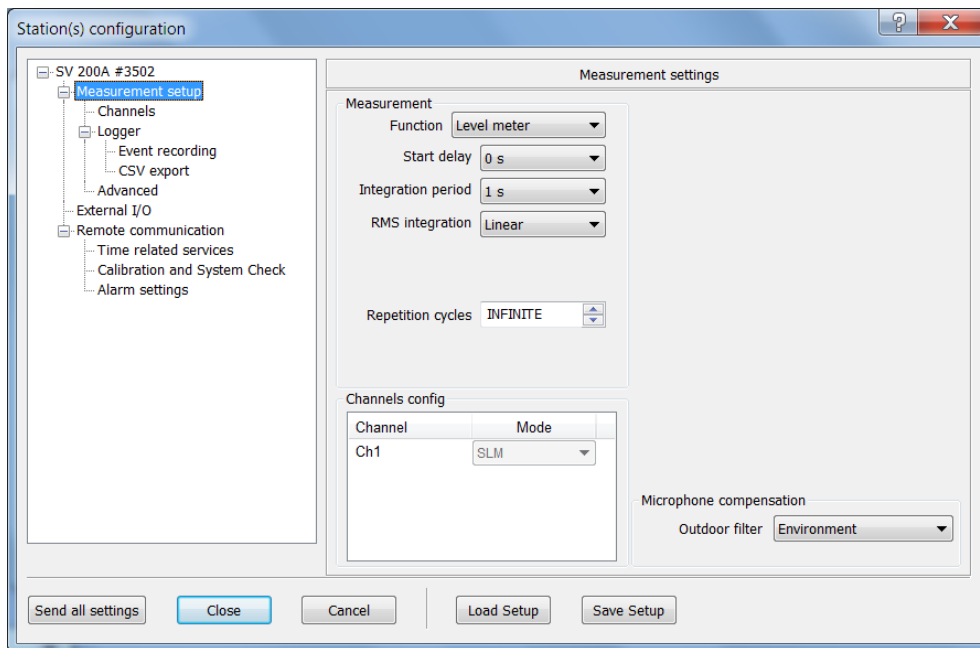 Station(s) configuration
? X
SV 200A #3502
Measurement setup
Channels
Logger
Event recording
CSV export
Advanced
External I/O
Remote communication
Time related services
Calibration and System Check
Alarm settings
Measurement settings
Measurement
Function Level meter
Start delay 0 s
Integration period 1 s
RMS integration Linear
Repetition cycles INFINITE
Channels config
Channel Mode
Ch1 SLM
Microphone compensation
Outdoor filter Environment
Send all settings Close Cancel Load Setup Save Setup